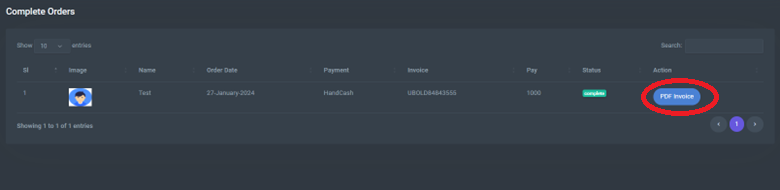 Complete Orders
Show 10 entries Search:
Sl Image Name Order Date Payment Invoice Pay Status Action
1 Test 27-January-2024 HandCash UBOLD84843555 1000 complete PDF Invoice
Showing 1 to 1 of 1 entries
‹ 1 ›